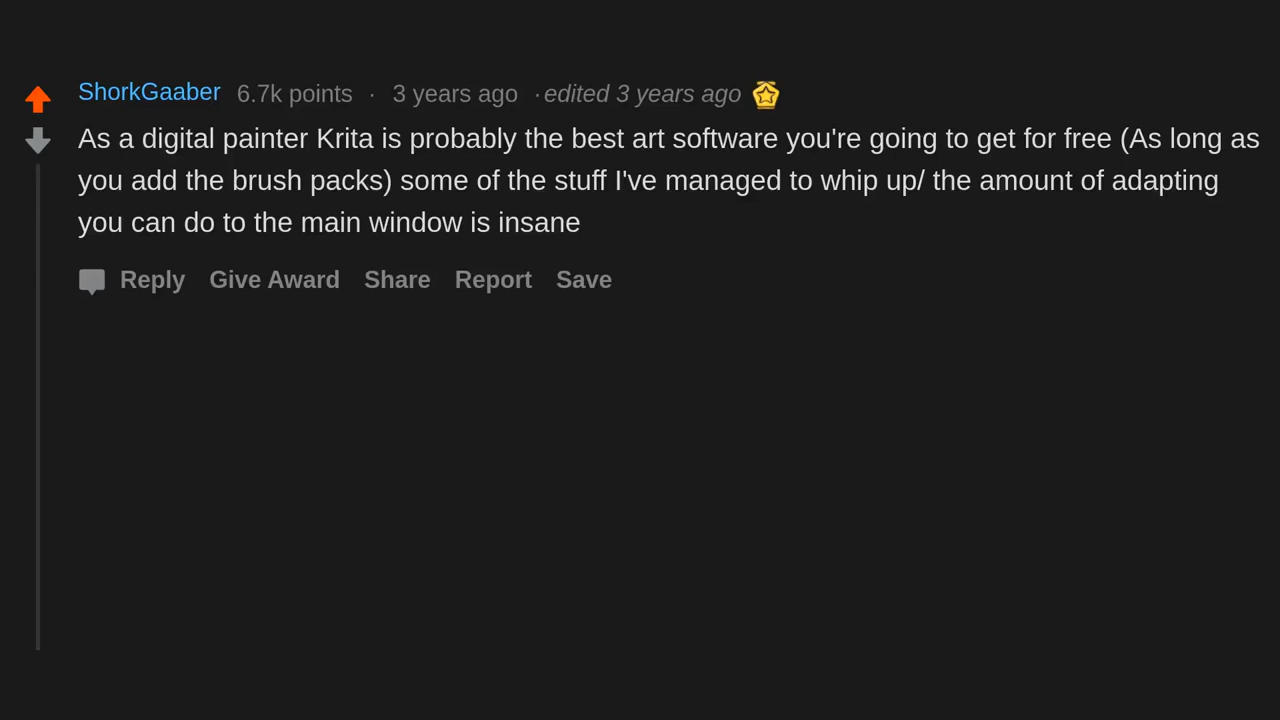 ShorkGaaber 6.7k points · 3 years ago · edited 3 years ago
As a digital painter Krita is probably the best art software you're going to get for free (As long as
you add the brush packs) some of the stuff I've managed to whip up/ the amount of adapting
you can do to the main window is insane
Reply Give Award Share Report Save